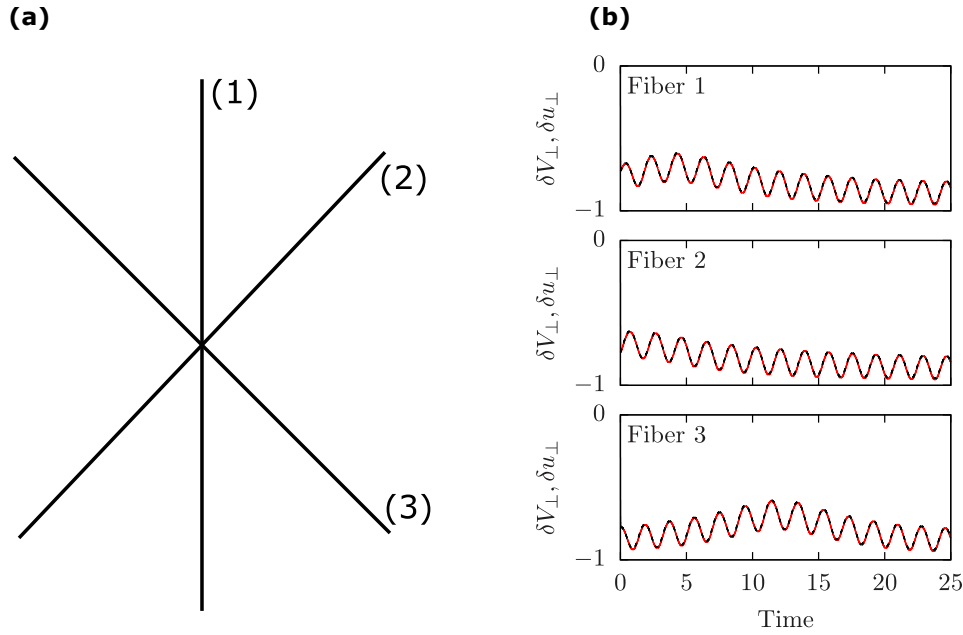 (a)
(1)
(2)
(3)
(b)
0
Fiber 1
δV⊥, δu⊥
−1
0
Fiber 2
δV⊥, δu⊥
−1
0
Fiber 3
δV⊥, δu⊥
−1
0 5 10 15 20 25
Time